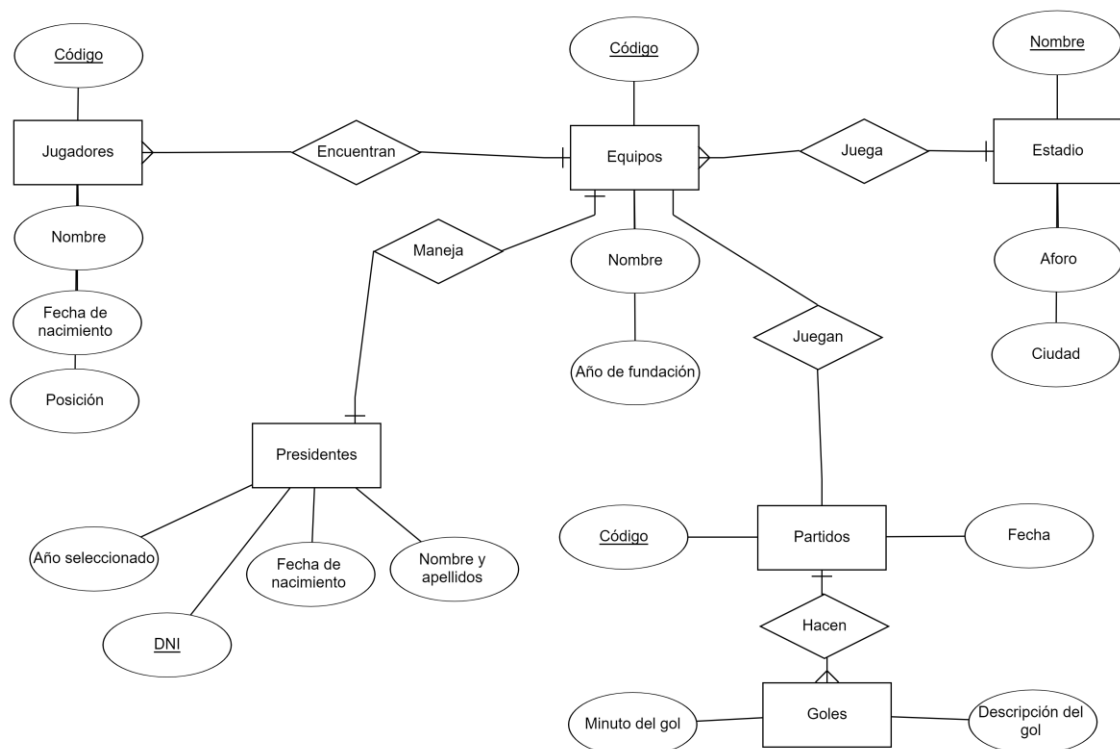 Código
Código
Nombre
Jugadores
Encuentran
Equipos
Juega
Estadio
Nombre
Maneja
Nombre
Aforo
Fecha de
nacimiento
Juegan
Ciudad
Año de fundación
Posición
Presidentes
Año seleccionado
Fecha de
nacimiento
Nombre y
apellidos
Código
Partidos
Fecha
DNI
Hacen
Minuto del gol
Goles
Descripción del
gol